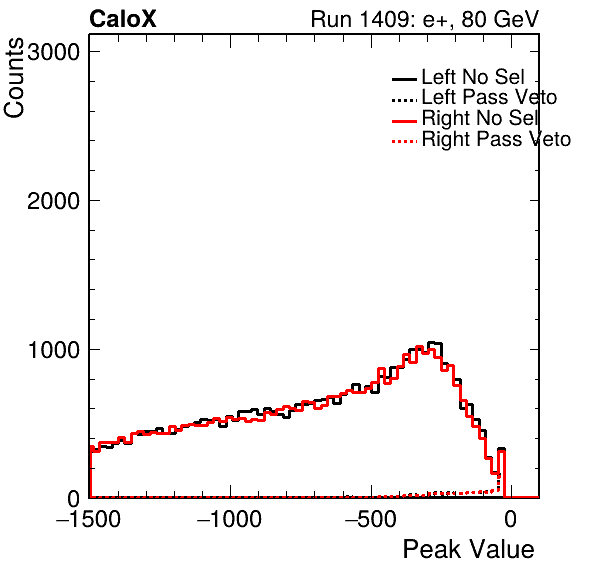 CaloX Run 1409: e+, 80 GeV
Counts
3000
2000
1000
0
Left No Sel
Left Pass Veto
Right No Sel
Right Pass Veto
−1500 −1000 −500 0
Peak Value